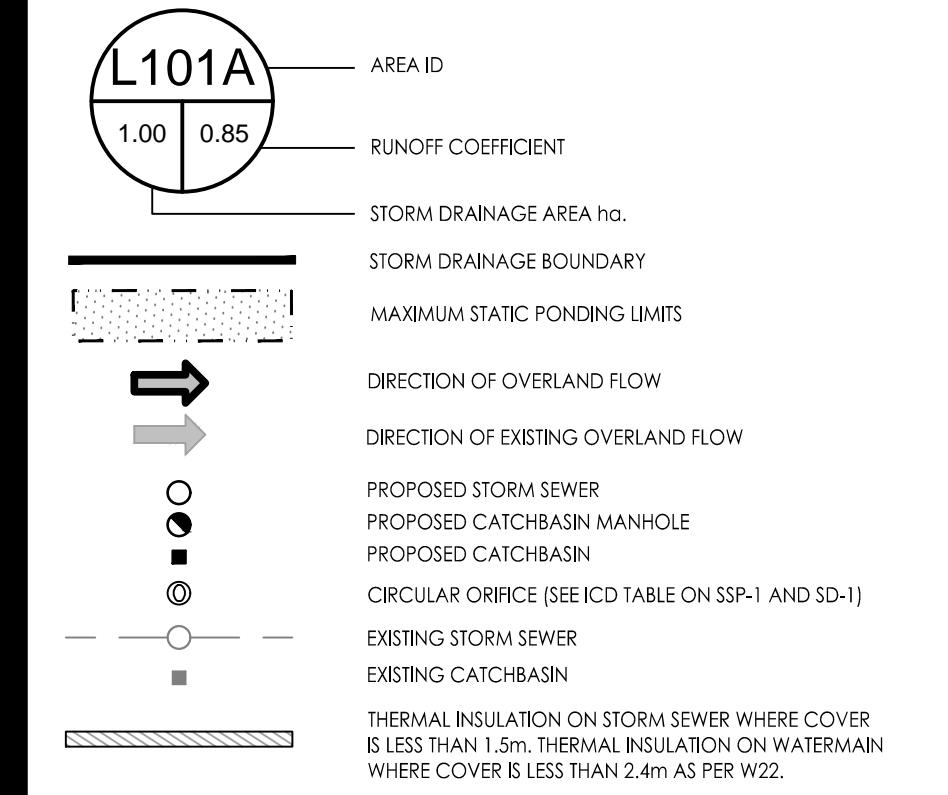 L101A
AREA ID
1.00 0.85
RUNOFF COEFFICIENT
STORM DRAINAGE AREA ha.
STORM DRAINAGE BOUNDARY
MAXIMUM STATIC PONDING LIMITS
DIRECTION OF OVERLAND FLOW
DIRECTION OF EXISTING OVERLAND FLOW
PROPOSED STORM SEWER
PROPOSED CATCHBASIN MANHOLE
PROPOSED CATCHBASIN
CIRCULAR ORIFICE (SEE ICD TABLE ON SSP-1 AND SD-1)
EXISTING STORM SEWER
EXISTING CATCHBASIN
THERMAL INSULATION ON STORM SEWER WHERE COVER
IS LESS THAN 1.5m. THERMAL INSULATION ON WATERMAIN
WHERE COVER IS LESS THAN 2.4m AS PER W22.